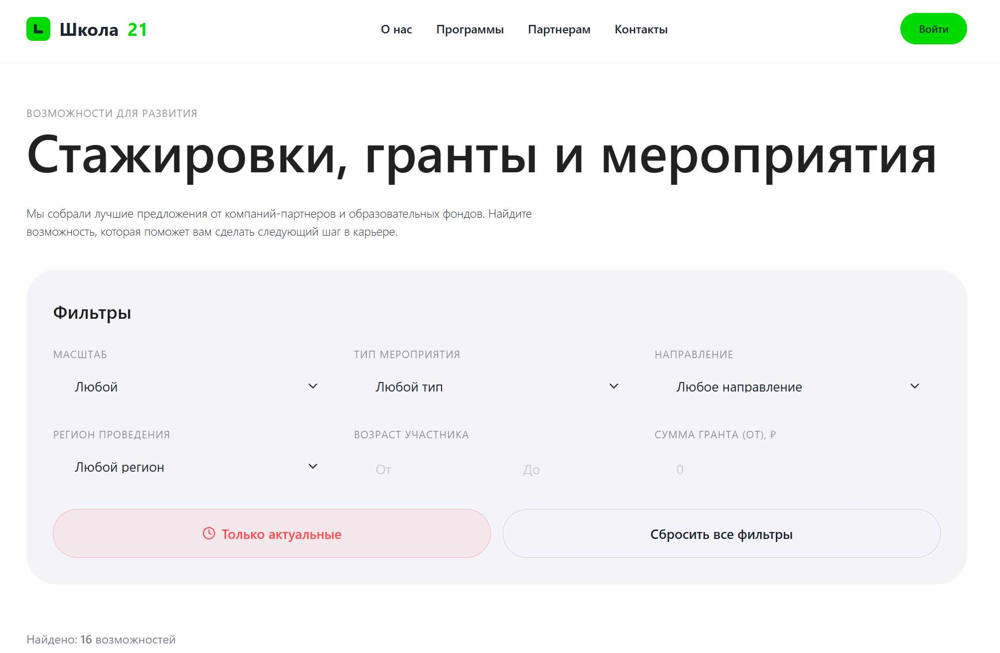 Школа 21
О нас Программы Партнерам Контакты
Войти
ВОЗМОЖНОСТИ ДЛЯ РАЗВИТИЯ
Стажировки, гранты и мероприятия
Мы собрали лучшие предложения от компаний-партнеров и образовательных фондов. Найдите
возможность, которая поможет вам сделать следующий шаг в карьере.
Фильтры
МАСШТАБ ТИП МЕРОПРИЯТИЯ НАПРАВЛЕНИЕ
Любой Любой тип Любое направление
РЕГИОН ПРОВЕДЕНИЯ ВОЗРАСТ УЧАСТНИКА СУММА ГРАНТА (ОТ), ₽
Любой регион От До 0
Только актуальные Сбросить все фильтры
Найдено: 16 возможностей